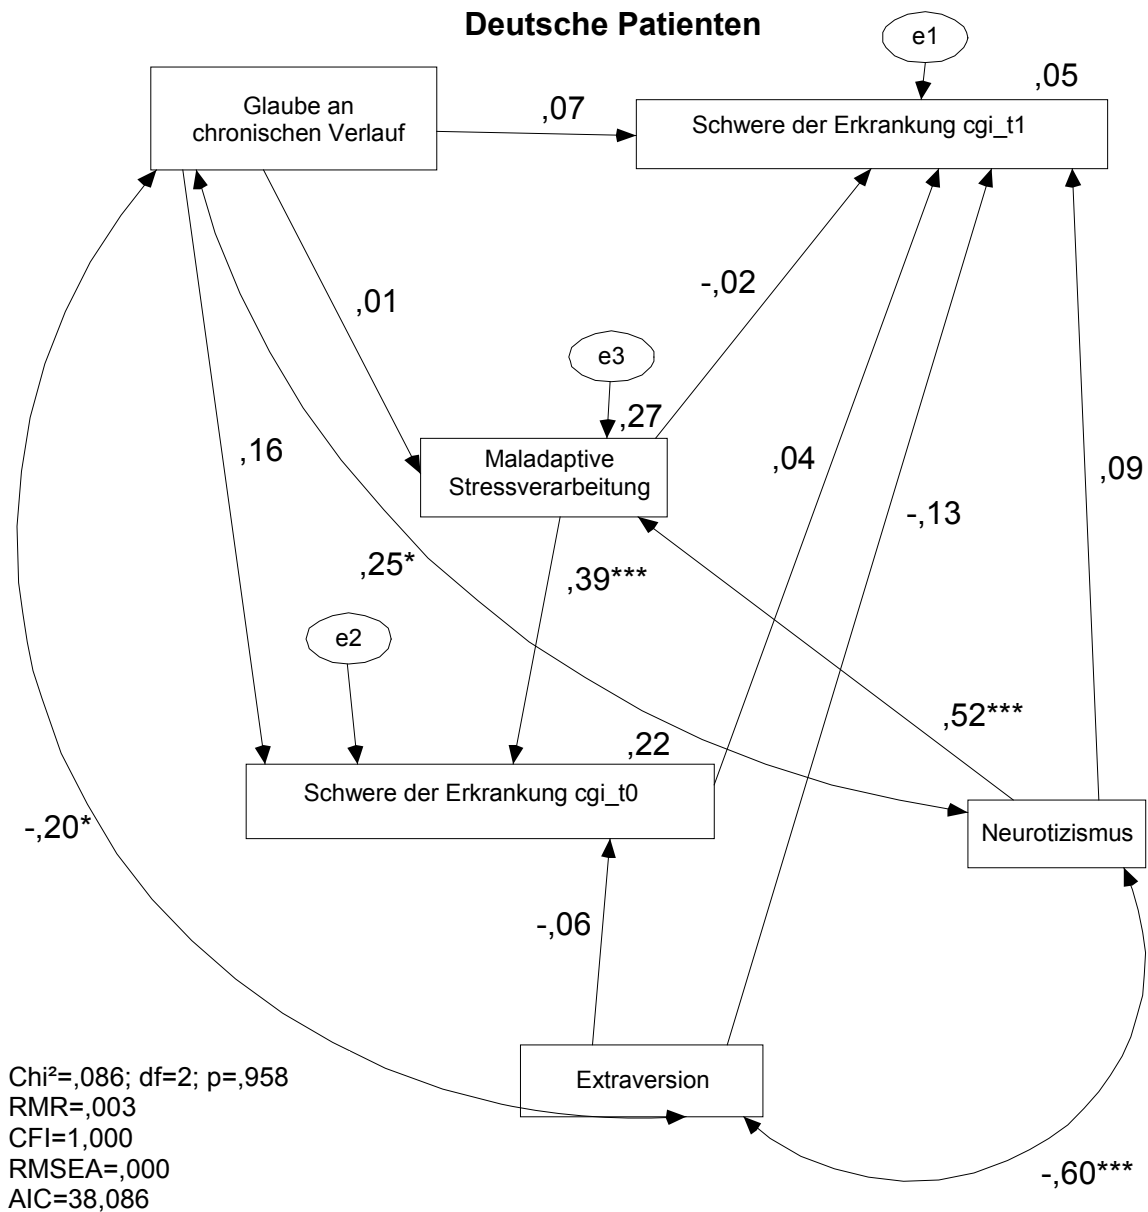 Deutsche Patienten
e1
,05
Glaube an
chronischen Verlauf
,07
Schwere der Erkrankung cgi_t1
-,02
,01
e3
,27
,16
Maladaptive
Stressverarbeitung
,04
,09
-,13
,25*
,39***
e2
,52***
,22
Schwere der Erkrankung cgi_t0
-,20*
Neurotizismus
-,06
Extraversion
-,60***
Chi²=,086; df=2; p=,958
RMR=,003
CFI=1,000
RMSEA=,000
AIC=38,086